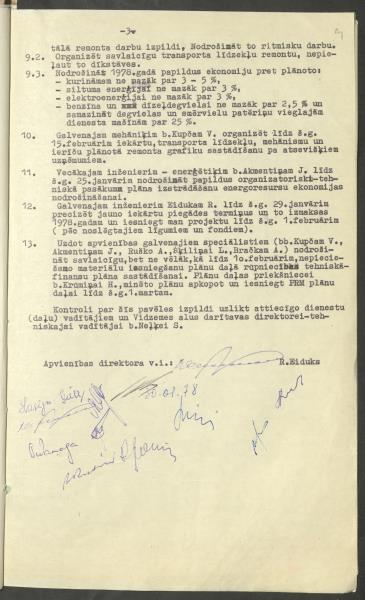 -3-
tālā remonta darbu izpildi, Nodrošināt to ritmisku darbu.
9.2. Organizēt savlaicīgu transporta līdzekļu remontu, nepie-
ļaut to dīkstāves.
9.3. Nodrošināt 1978.gadā papildus ekonomiju pret plānoto:
- kurināmam ne mazāk par 3 - 5 %,
- siltuma enerģijai ne mazāk par 3 %,
- elektroenerģijai ne mazāk par 3 %,
- benzīna un dīzeļdegvielai ne mazāk par 2,5 % un
samazināt degvielas un smērvielu patēriņu vieglajām
dienesta mašīnām par 25 %.
10. Galvenajam mehāniķim b.Kupčam V. organizēt līdz š.g.
15.februārim iekārtu, transporta līdzekļu, mehānismu un
ierīču plānotā remonta grafiku sastādīšanu pa atsevišķiem
uzņēmumiem.
11. Vecākajam inženierim - enerģētiķim b.Akmentiņam J. līdz
š.g. 25.janvārim nodrošināt papildus organizatoriski-teh-
niskā pasākumu plāna izstrādāšanu energoresursu ekonomijas
nodrošināšanai.
12. Galvenajam inženierim Eidukam R. līdz š.g. 29.janvārim
precizēt jauno iekārtu piegādes termiņus un to izmaksas
1978.gadam un iesniegt man projektu līdz š.g. 1.februārim
( pēc noslēgtajiem līgumiem un fondiem).
13. Uzdot apvienības galvenajiem speciālistiem (bb.Kupčam V.,
Akmentiņam J., Ruško A., Skiliņai L., Bračkam A.) nodroši-
nāt savlaicīgu, bet ne vēlāk, kā līdz 10.februārim, nepiecie-
šamo materiālu iesniegšanu plānu daļā rūpniecības tehniskā-
finansu plāna sastādīšanai. Plānu daļas priekšniecei
b.Krūmiņai H., minēto plānu apkopot un iesniegt PRM plānu
daļai līdz š.g.1.martam.
Kontroli par šīs pavēles izpildi uzlikt attiecīgo dienestu
(daļu) vadītājiem un Vidzemes alus darītavas direktorei-teh-
niskajai vadītājai b.Neļķei S.
Apvienības direktora v.i.: R.Eiduks
20.01.78